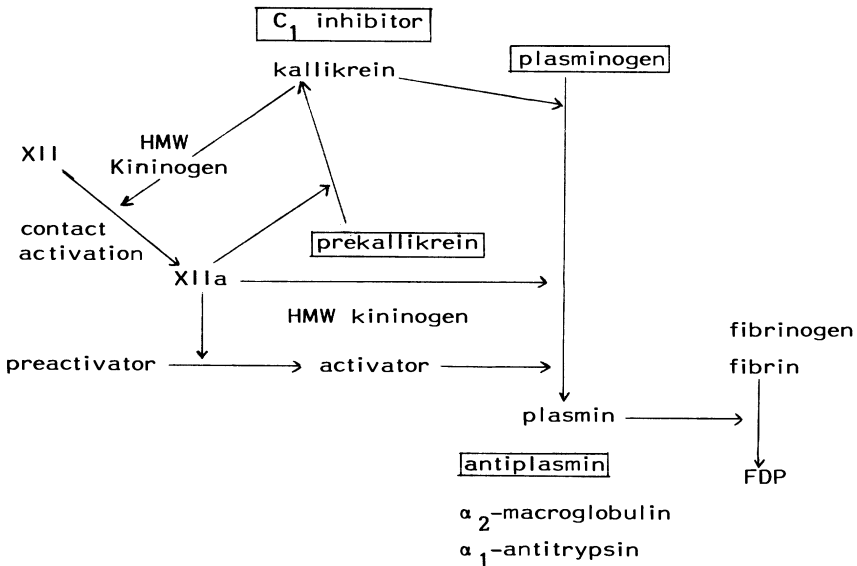 C1 inhibitor
kallikrein
plasminogen
XII
HMW
Kininogen
contact
activation
prekallikrein
XIIa
HMW kininogen
preactivator
activator
fibrinogen
fibrin
plasmin
antiplasmin
FDP
α2-macroglobulin
α1-antitrypsin